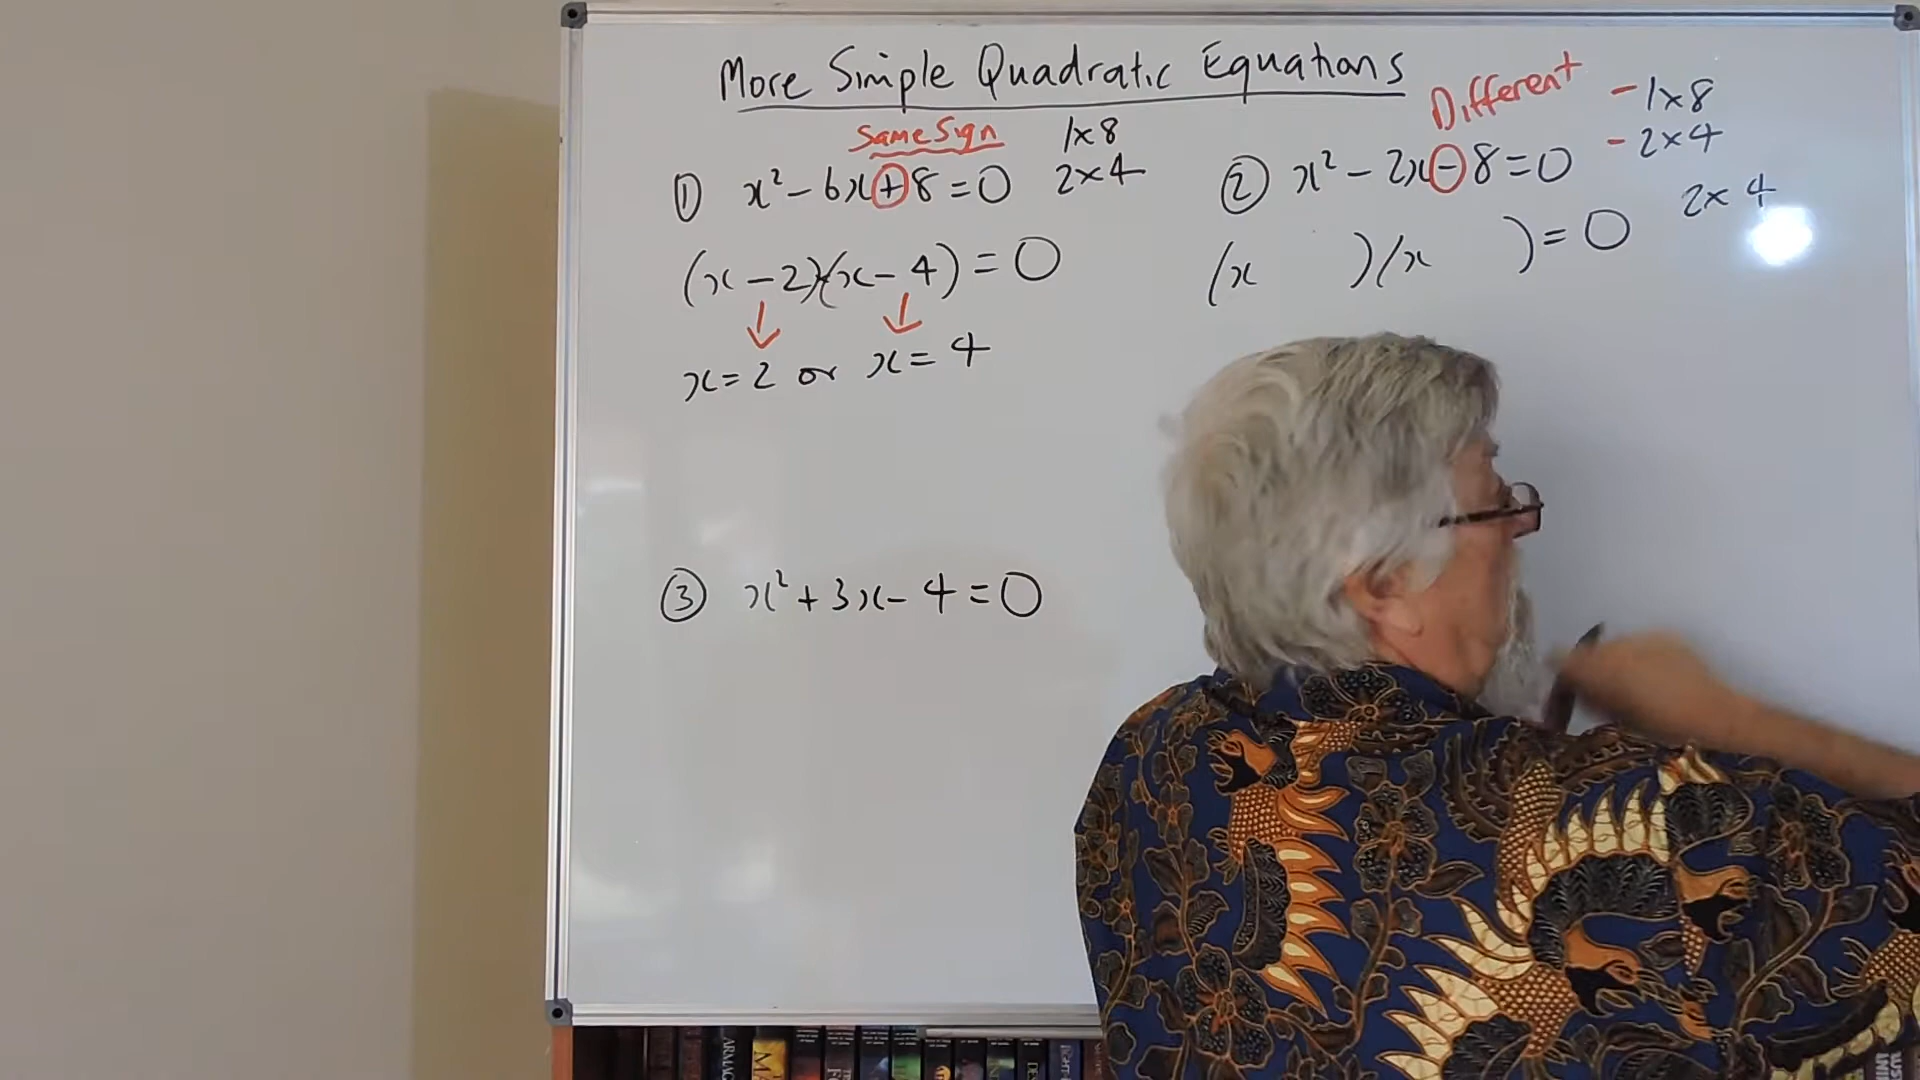 More Simple Quadratic Equations
Same Sign
1×8
① x² - 6x + 8 = 0
2×4
(x - 2)(x - 4) = 0
x = 2 or x = 4
Different
- 1×8
② x² - 2x - 8 = 0
- 2×4
2× 4
(x )(x ) = 0
③ x² + 3x - 4 = 0
ARMAG